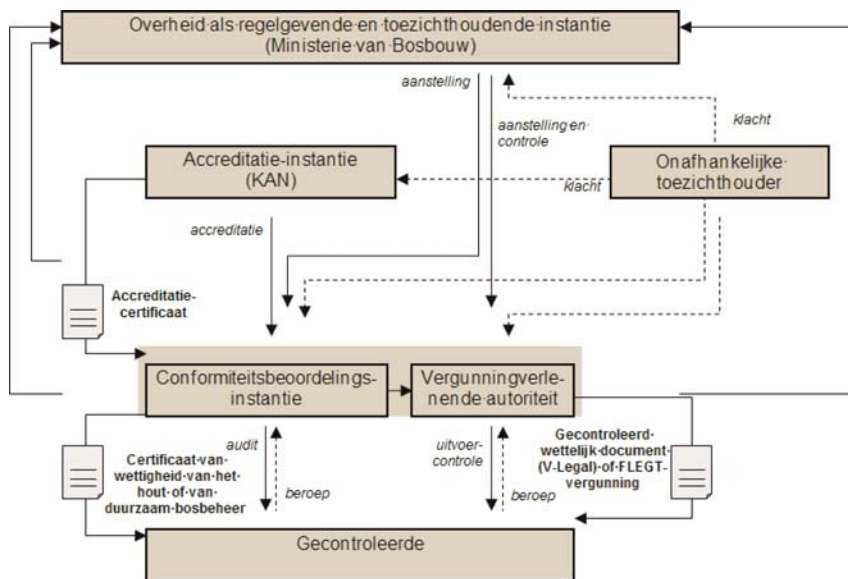 Overheid als regelgevende en toezichthoudende instantie
(Ministerie van Bosbouw)
aanstelling
aanstelling en
controle
klacht
Accreditatie-instantie
(KAN)
klacht
Onafhankelijke
toezichthouder
accreditatie
Accreditatie-
certificaat
Conformiteitsbeoordelings-
instantie
Vergunningverle-
nende autoriteit
Certificaat van
wettigheid van het
hout of van
duurzaam bosbeheer
audit
beroep
uitvoer-
controle
beroep
Gecontroleerd
wettelijk document
(V-Legal) of FLEGT-
vergunning
Gecontroleerde